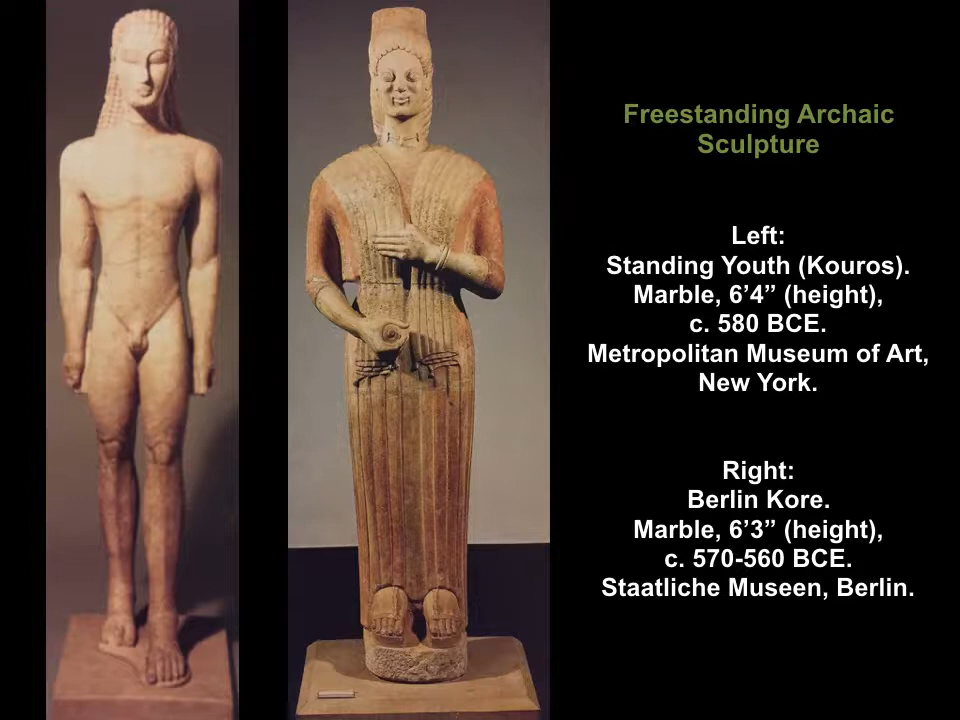 Freestanding Archaic
Sculpture
Left:
Standing Youth (Kouros).
Marble, 6’4” (height),
c. 580 BCE.
Metropolitan Museum of Art,
New York.
Right:
Berlin Kore.
Marble, 6’3” (height),
c. 570-560 BCE.
Staatliche Museen, Berlin.